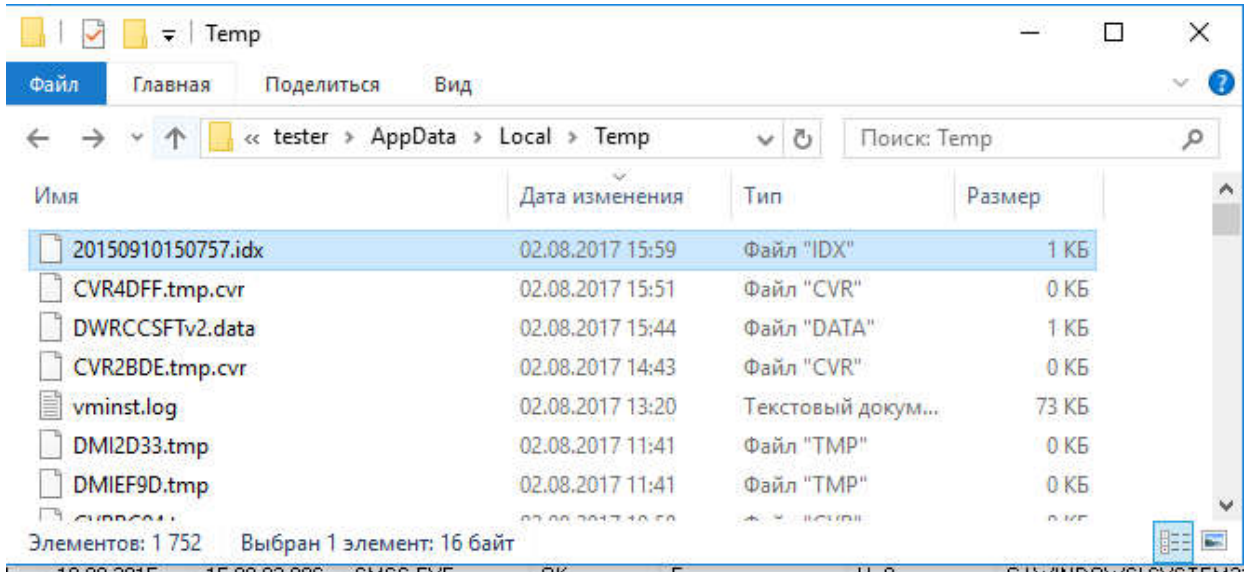 Temp
Файл Главная Поделиться Вид
« tester › AppData › Local › Temp Поиск: Temp
Имя Дата изменения Тип Размер
20150910150757.idx 02.08.2017 15:59 Файл "IDX" 1 КБ
CVR4DFF.tmp.cvr 02.08.2017 15:51 Файл "CVR" 0 КБ
DWRCCSFTv2.data 02.08.2017 15:44 Файл "DATA" 1 КБ
CVR2BDE.tmp.cvr 02.08.2017 14:43 Файл "CVR" 0 КБ
vminst.log 02.08.2017 13:20 Текстовый докум... 73 КБ
DMI2D33.tmp 02.08.2017 11:41 Файл "TMP" 0 КБ
DMIEF9D.tmp 02.08.2017 11:41 Файл "TMP" 0 КБ
Элементов: 1 752 Выбран 1 элемент: 16 байт